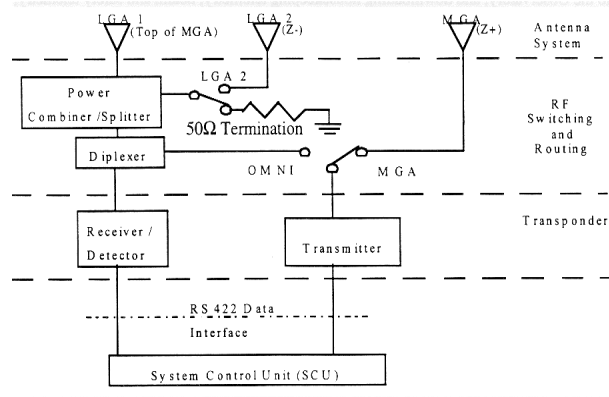 LGA 1
(Top of MGA)
LGA 2
(Z-)
MGA
(Z+)
Antenna
System
LGA 2
Power
Combiner/Splitter
50Ω Termination
RF
Switching
and
Routing
Diplexer
OMNI
MGA
Receiver/
Detector
Transmitter
Transponder
RS 422 Data
Interface
System Control Unit (SCU)